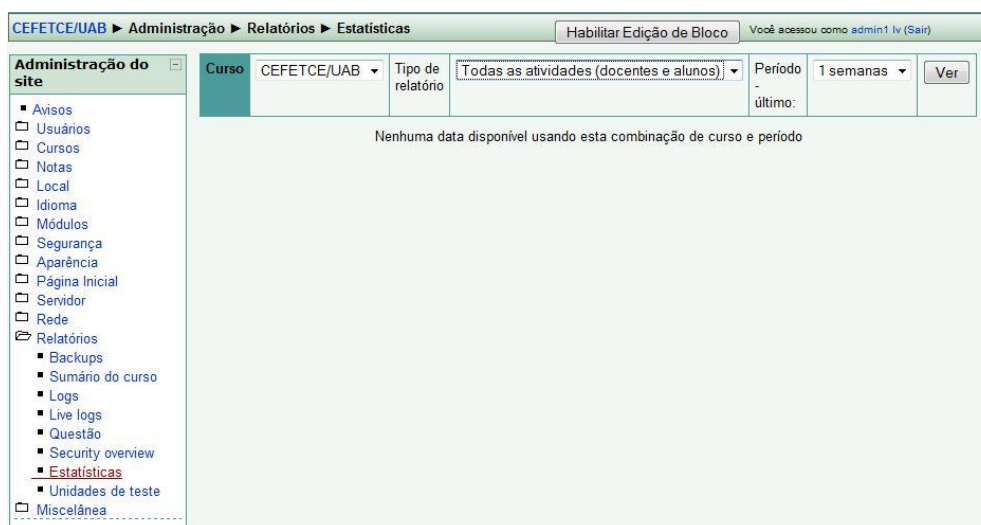 CEFETCE/UAB ► Administração ► Relatórios ► Estatísticas
Habilitar Edição de Bloco
Você acessou como admin1 lv (Sair)
Administração do
site
Avisos
Usuários
Cursos
Notas
Local
Idioma
Módulos
Segurança
Aparência
Página Inicial
Servidor
Rede
Relatórios
Backups
Sumário do curso
Logs
Live logs
Questão
Security overview
Estatísticas
Unidades de teste
Miscelânea
Curso
CEFETCE/UAB
Tipo de
relatório
Todas as atividades (docentes e alunos)
Período
-
último:
1 semanas
Ver
Nenhuma data disponível usando esta combinação de curso e período